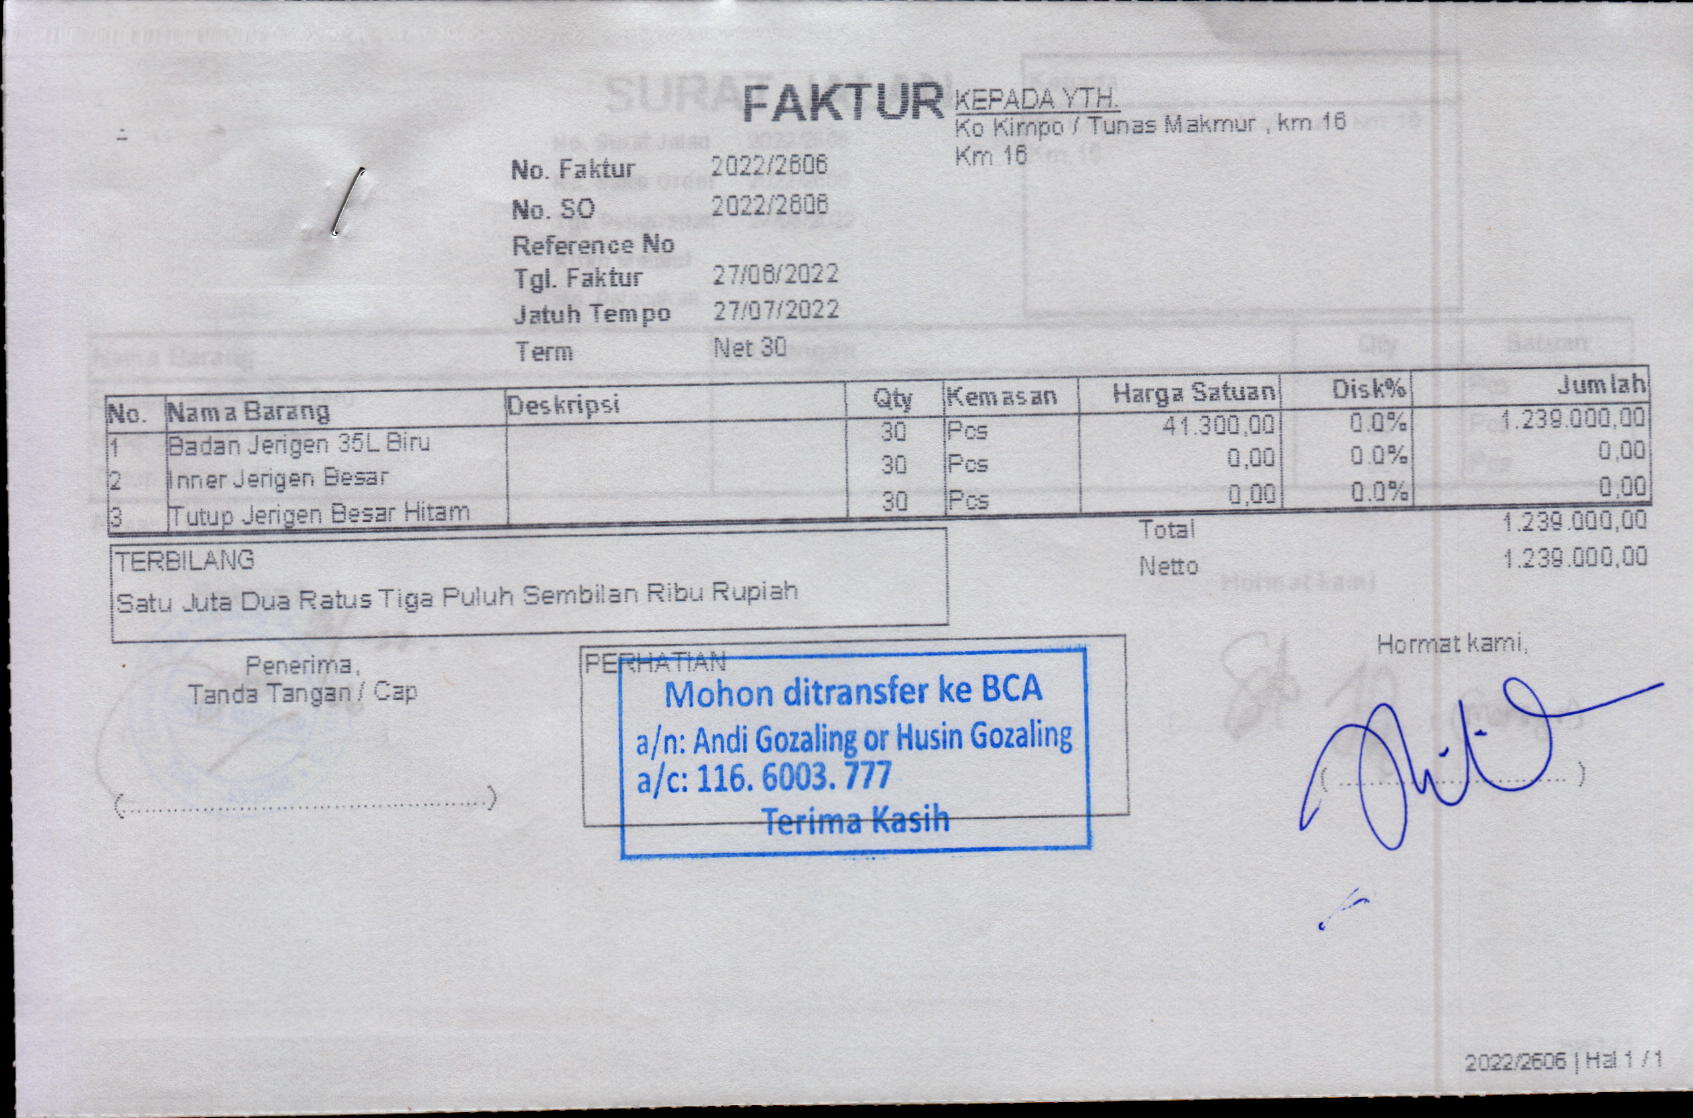 FAKTUR
KEPADA YTH.
Ko Kimpo / Tunas Makmur , km 16
Km 16
No. Faktur 2022/2606
No. SO 2022/2606
Reference No
Tgl. Faktur 27/06/2022
Jatuh Tempo 27/07/2022
Term Net 30
No. Nama Barang Deskripsi Qty Kemasan Harga Satuan Disk% Jumlah
1 Badan Jerigen 35L Biru 30 Pcs 41.300,00 0.0% 1.239.000,00
2 Inner Jerigen Besar 30 Pcs 0,00 0.0% 0,00
3 Tutup Jerigen Besar Hitam 30 Pcs 0,00 0.0% 0,00
Total 1.239.000,00
Netto 1.239.000,00
TERBILANG
Satu Juta Dua Ratus Tiga Puluh Sembilan Ribu Rupiah
Penerima,
Tanda Tangan / Cap
(..................................................)
PERHATIAN
Mohon ditransfer ke BCA
a/n: Andi Gozaling or Husin Gozaling
a/c: 116. 6003. 777
Terima Kasih
Hormat kami,
(..................................)
2022/2606 | Hal 1 / 1